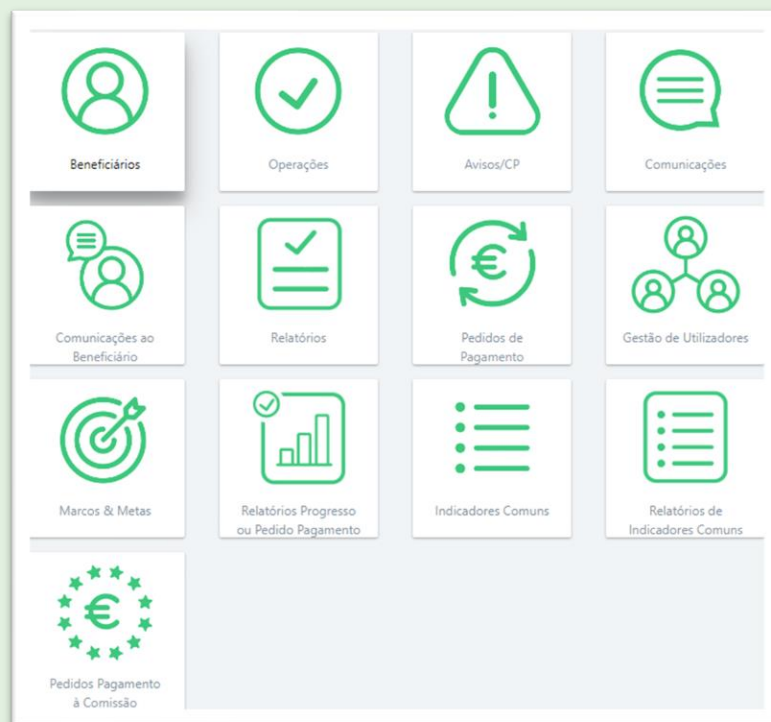 Beneficiários
Operações
Avisos/CP
Comunicações
Comunicações ao
Beneficiário
Relatórios
Pedidos de
Pagamento
Gestão de Utilizadores
Marcos & Metas
Relatórios Progresso
ou Pedido Pagamento
Indicadores Comuns
Relatórios de
Indicadores Comuns
€
Pedidos Pagamento
à Comissão